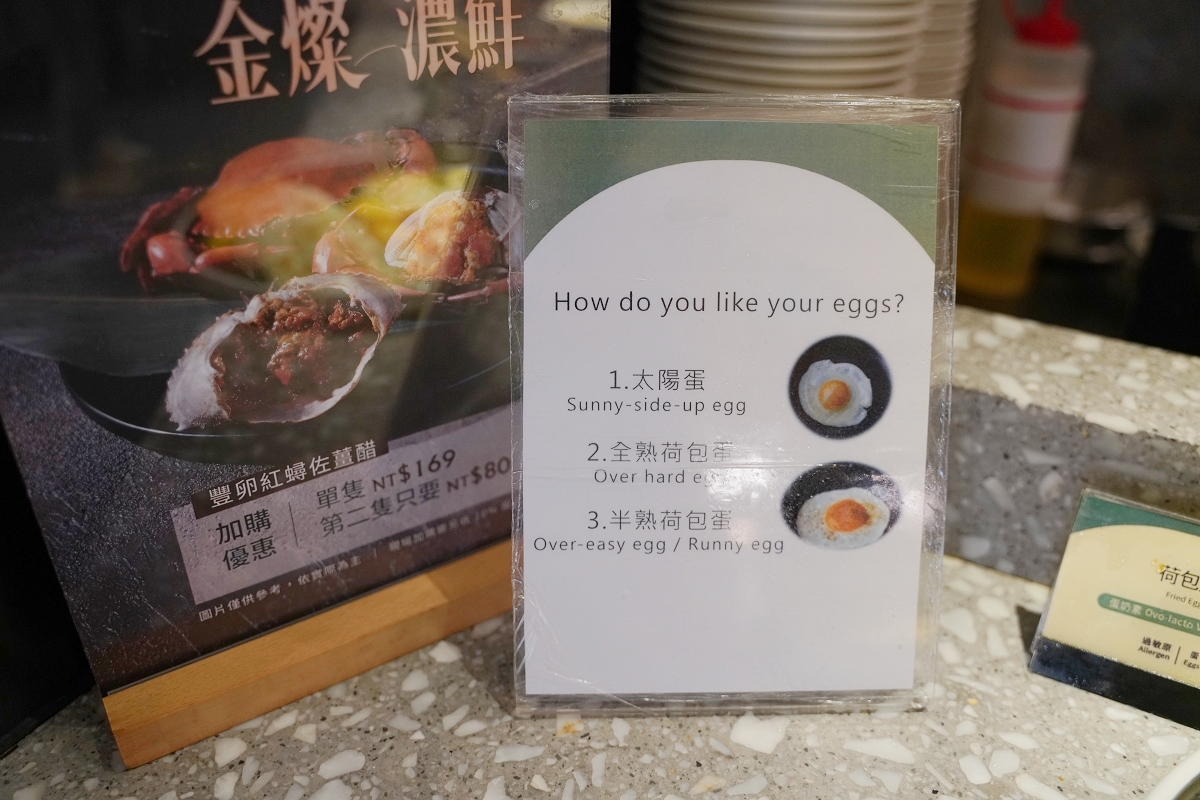 金燦 濃鮮
豐卵紅蟳佐薑醋
加購
優惠
單隻 NT$169
第二隻只要 NT$80
圖片僅供參考，依實際為主
How do you like your eggs?
1.太陽蛋
Sunny-side-up egg
2.全熟荷包蛋
Over hard egg
3.半熟荷包蛋
Over-easy egg / Runny egg
荷包
Fried Eg
蛋奶素 Ovo-lacto V
過敏原
Allergen
蛋
Eggs